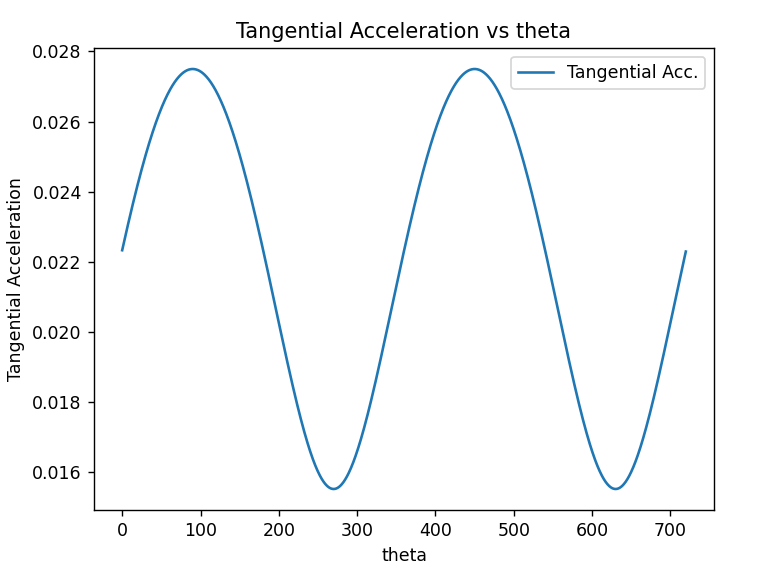 Tangential Acceleration vs theta
Tangential Acc.
Tangential Acceleration
0.028
0.026
0.024
0.022
0.020
0.018
0.016
0 100 200 300 400 500 600 700
theta